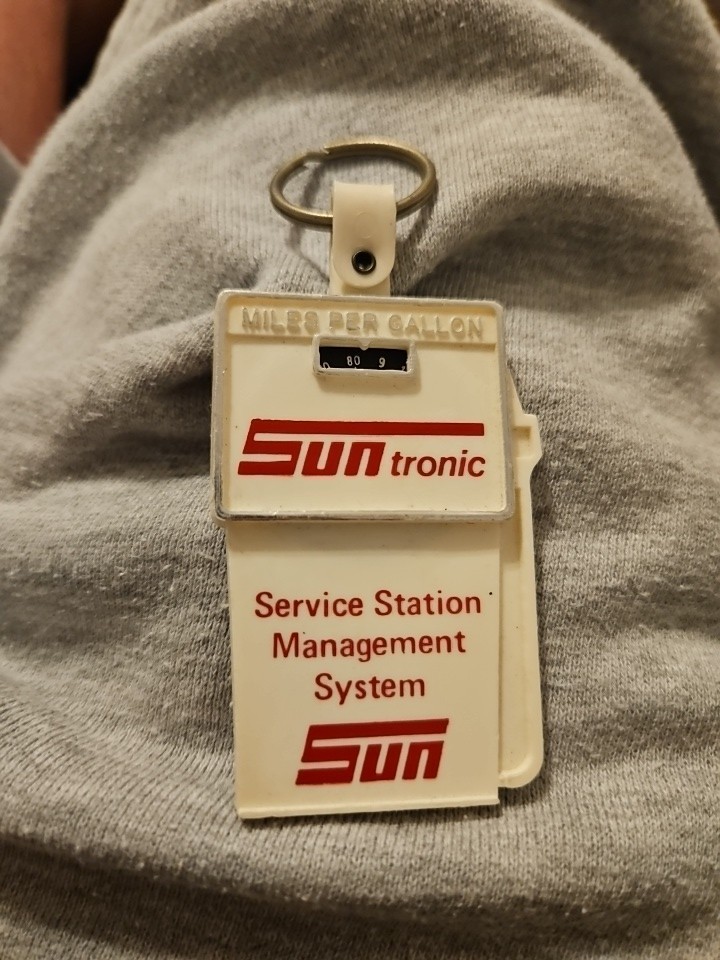 MILES PER GALLON
80 9
Sun tronic
Service Station
Management
System
Sun